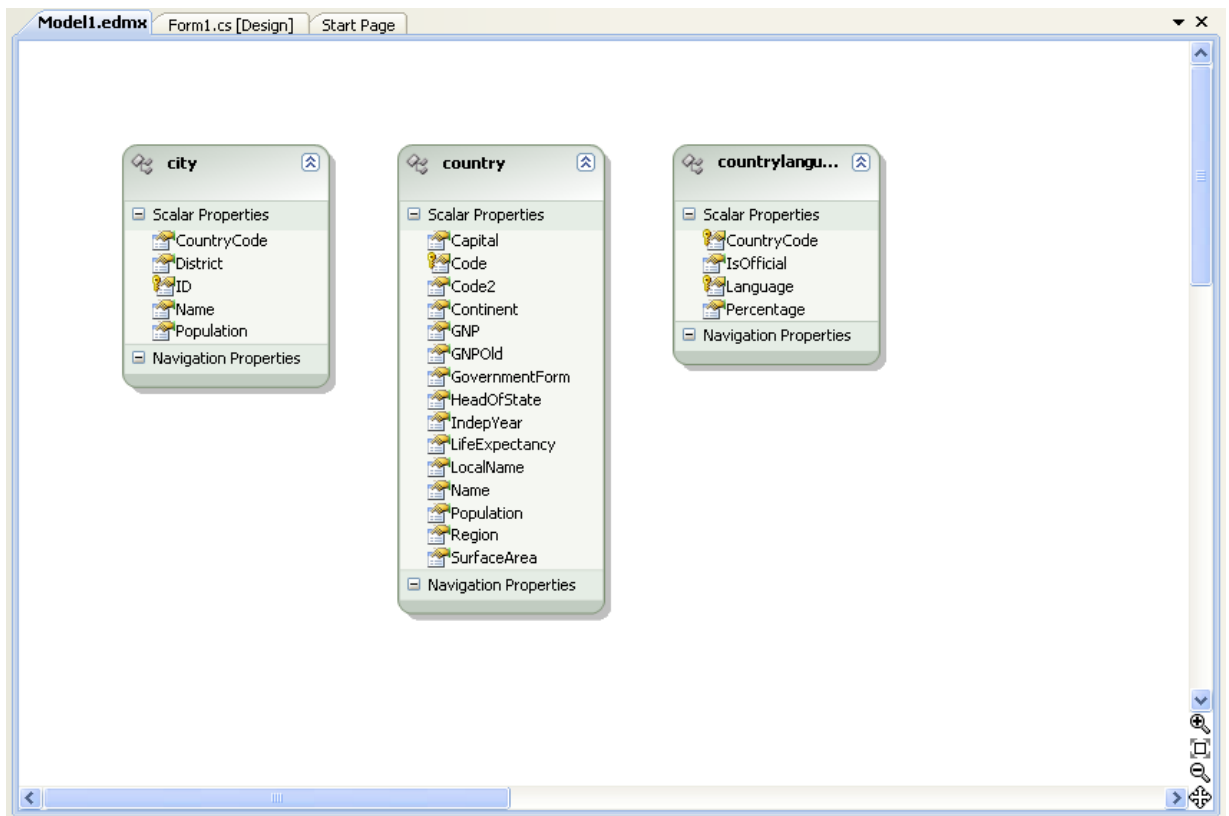 Model1.edmx Form1.cs [Design] Start Page
city
Scalar Properties
CountryCode
District
ID
Name
Population
Navigation Properties
country
Scalar Properties
Capital
Code
Code2
Continent
GNP
GNPOld
GovernmentForm
HeadOfState
IndepYear
LifeExpectancy
LocalName
Name
Population
Region
SurfaceArea
Navigation Properties
countrylangu...
Scalar Properties
CountryCode
IsOfficial
Language
Percentage
Navigation Properties